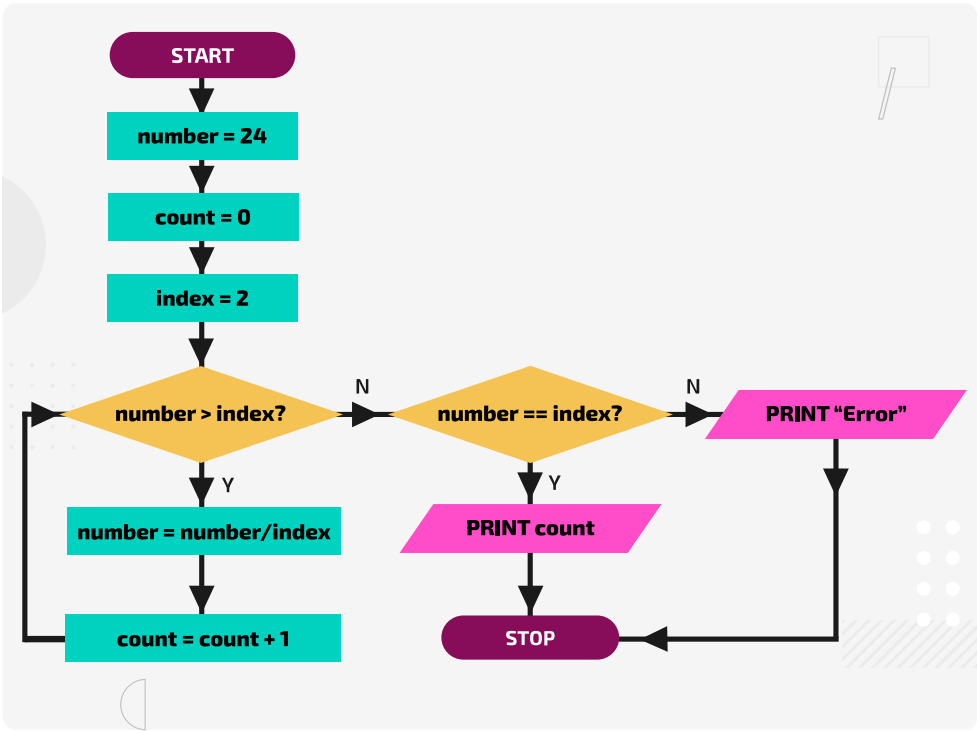 START
number = 24
count = 0
index = 2
number > index?
N
number == index?
N
PRINT “Error”
Y
number = number/index
Y
PRINT count
count = count + 1
STOP